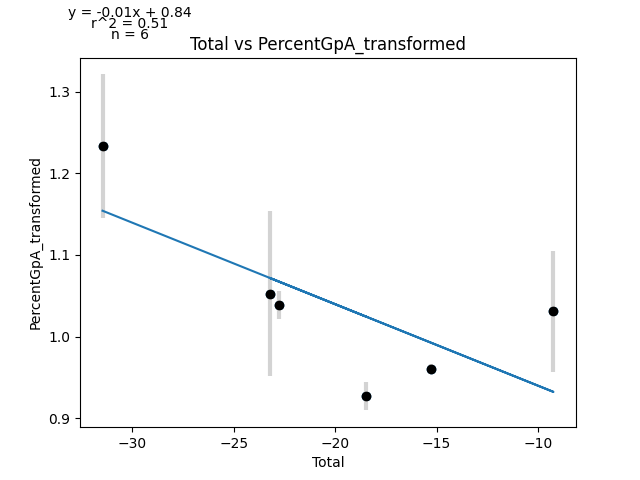 y = -0.01x + 0.84
r^2 = 0.51
n = 6
Total vs PercentGpA_transformed
PercentGpA_transformed
1.3
1.2
1.1
1.0
0.9
−30
−25
−20
−15
−10
Total